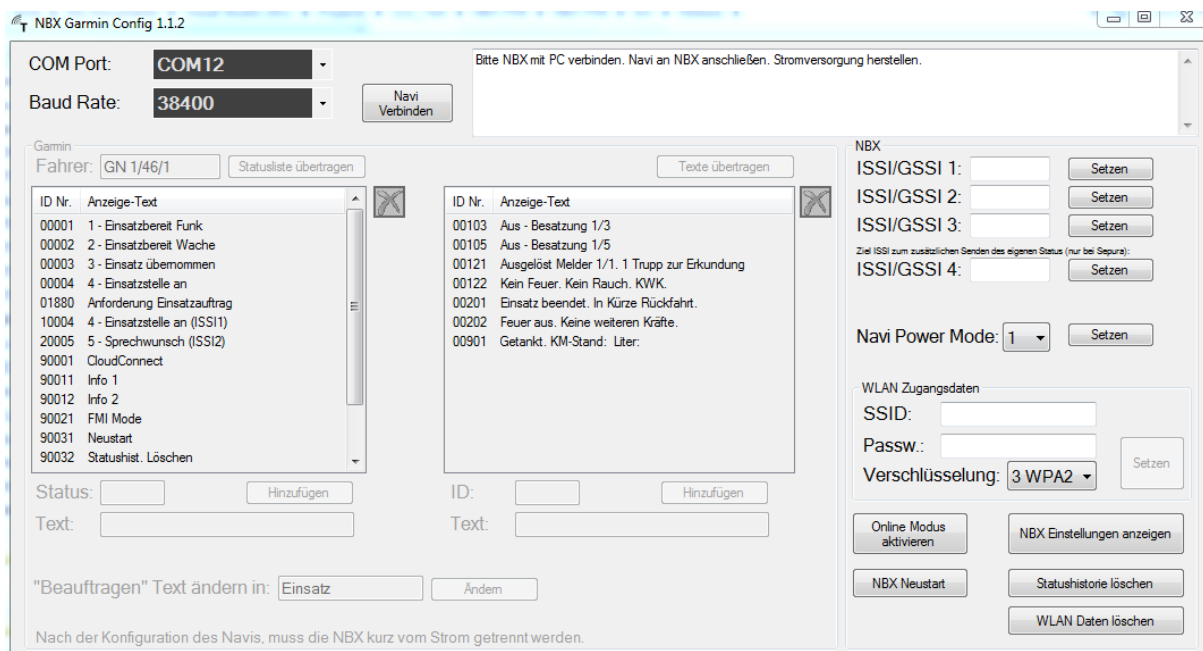 NBX Garmin Config 1.1.2
COM Port: COM12
Baud Rate: 38400
Navi
Verbinden
Bitte NBX mit PC verbinden. Navi an NBX anschließen. Stromversorgung herstellen.
Garmin
Fahrer: GN 1/46/1 Statusliste übertragen
Texte übertragen
ID Nr. Anzeige-Text
00001 1 - Einsatzbereit Funk
00002 2 - Einsatzbereit Wache
00003 3 - Einsatz übernommen
00004 4 - Einsatzstelle an
01880 Anforderung Einsatzauftrag
10004 4 - Einsatzstelle an (ISSI1)
20005 5 - Sprechwunsch (ISSI2)
90001 CloudConnect
90011 Info 1
90012 Info 2
90021 FMI Mode
90031 Neustart
90032 Statushist. Löschen
Status: Hinzufügen
Text:
ID Nr. Anzeige-Text
00103 Aus - Besatzung 1/3
00105 Aus - Besatzung 1/5
00121 Ausgelöst Melder 1/1. 1 Trupp zur Erkundung
00122 Kein Feuer. Kein Rauch. KWK.
00201 Einsatz beendet. In Kürze Rückfahrt.
00202 Feuer aus. Keine weiteren Kräfte.
00901 Getankt. KM-Stand: Liter:
ID: Hinzufügen
Text:
"Beauftragen" Text ändern in: Einsatz Ändern
Nach der Konfiguration des Navis, muss die NBX kurz vom Strom getrennt werden.
NBX
ISSI/GSSI 1: Setzen
ISSI/GSSI 2: Setzen
ISSI/GSSI 3: Setzen
Ziel ISSI zum zusätzlichen Senden des eigenen Status (nur bei Sepura):
ISSI/GSSI 4: Setzen
Navi Power Mode: 1 Setzen
WLAN Zugangsdaten
SSID:
Passw.:
Verschlüsselung: 3 WPA2
Setzen
Online Modus
aktivieren
NBX Einstellungen anzeigen
NBX Neustart
Statushistorie löschen
WLAN Daten löschen